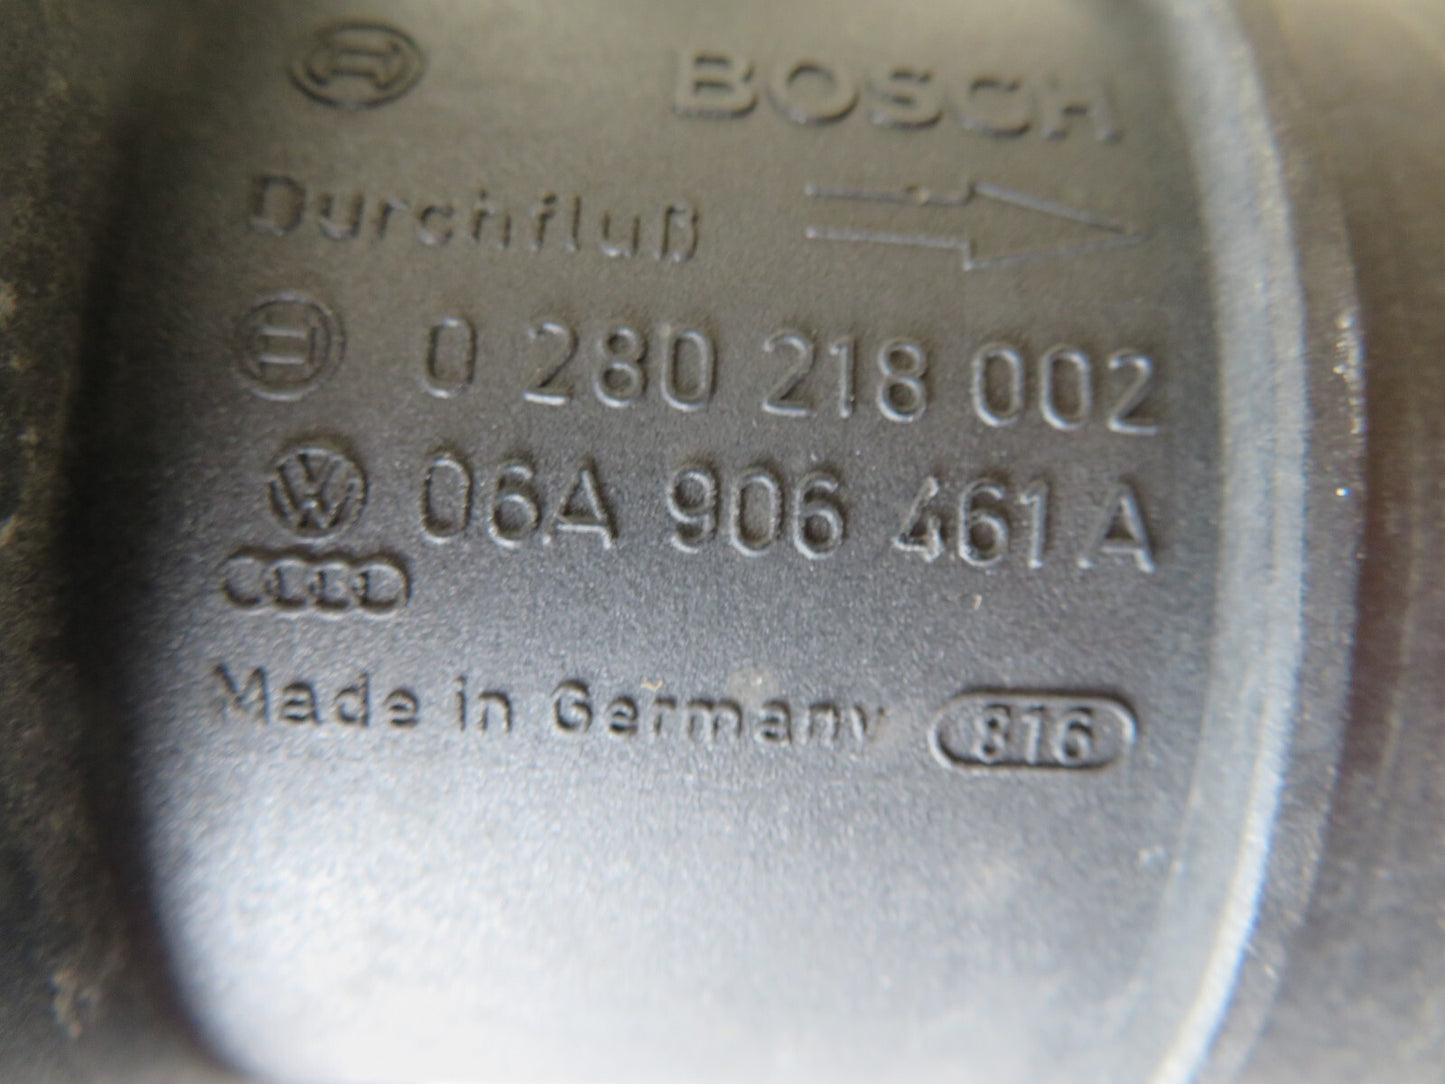 BOSCH
Durchfluß
0 280 218 002
06A 906 461 A
Made in Germany 816